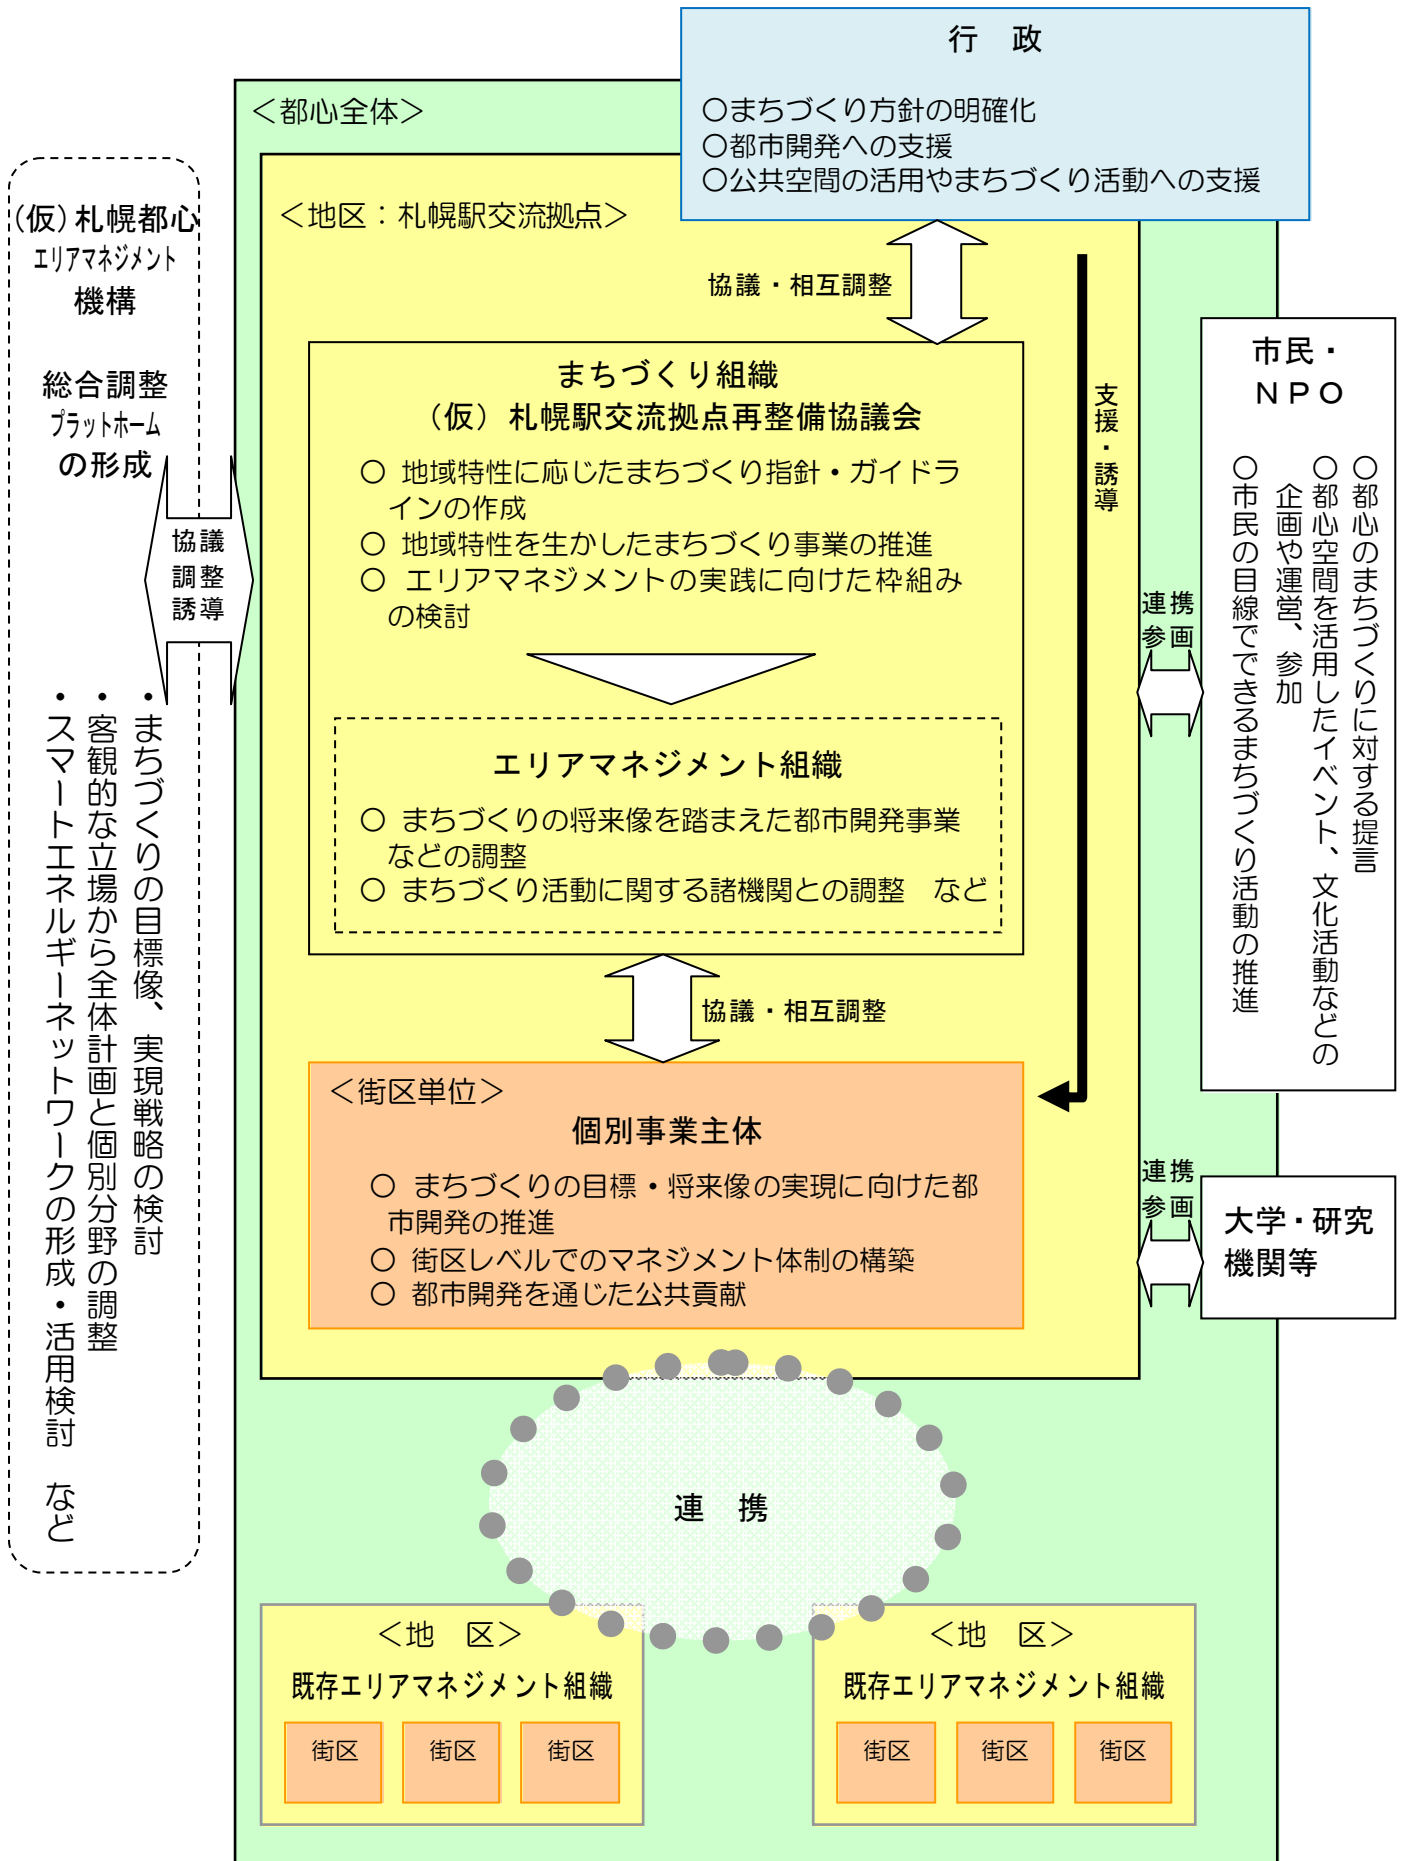 行　政
〇まちづくり方針の明確化
〇都市開発への支援
〇公共空間の活用やまちづくり活動への支援
＜都心全体＞
＜地区：札幌駅交流拠点＞
(仮)札幌都心
エリアマネジメント
機構
総合調整
プラットホーム
の形成
協議
調整
誘導
・まちづくりの目標像、実現戦略の検討
・客観的な立場から全体計画と個別分野の調整
・スマートエネルギーネットワークの形成・活用検討　など
協議・相互調整
支援・誘導
まちづくり組織
（仮）札幌駅交流拠点再整備協議会
〇 地域特性に応じたまちづくり指針・ガイドラ
インの作成
〇 地域特性を生かしたまちづくり事業の推進
〇 エリアマネジメントの実践に向けた枠組み
の検討
エリアマネジメント組織
〇 まちづくりの将来像を踏まえた都市開発事業
などの調整
〇 まちづくり活動に関する諸機関との調整　など
協議・相互調整
＜街区単位＞
個別事業主体
〇 まちづくりの目標・将来像の実現に向けた都
市開発の推進
〇 街区レベルでのマネジメント体制の構築
〇 都市開発を通じた公共貢献
連携
参画
市民・
ＮＰＯ
〇都心のまちづくりに対する提言
〇都心空間を活用したイベント、文化活動などの
企画や運営、参加
〇市民の目線でできるまちづくり活動の推進
連携
参画
大学・研究
機関等
連　携
＜地　区＞
既存エリアマネジメント組織
街区
街区
街区
＜地　区＞
既存エリアマネジメント組織
街区
街区
街区